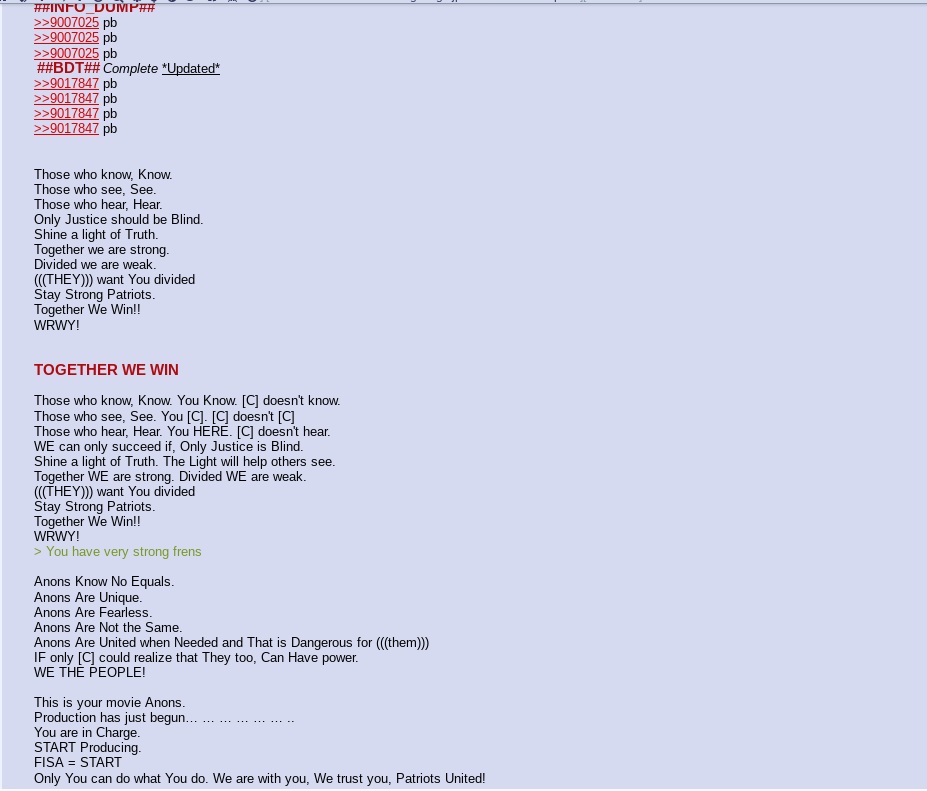 ##INFO_DUMP##
>>9007025 pb
>>9007025 pb
>>9007025 pb
##BDT## Complete *Updated*
>>9017847 pb
>>9017847 pb
>>9017847 pb
>>9017847 pb
Those who know, Know.
Those who see, See.
Those who hear, Hear.
Only Justice should be Blind.
Shine a light of Truth.
Together we are strong.
Divided we are weak.
(((THEY))) want You divided
Stay Strong Patriots.
Together We Win!!
WRWY!
TOGETHER WE WIN
Those who know, Know. You Know. [C] doesn't know.
Those who see, See. You [C]. [C] doesn't [C]
Those who hear, Hear. You HERE. [C] doesn't hear.
WE can only succeed if, Only Justice is Blind.
Shine a light of Truth. The Light will help others see.
Together WE are strong. Divided WE are weak.
(((THEY))) want You divided
Stay Strong Patriots.
Together We Win!!
WRWY!
> You have very strong frens
Anons Know No Equals.
Anons Are Unique.
Anons Are Fearless.
Anons Are Not the Same.
Anons Are United when Needed and That is Dangerous for (((them)))
IF only [C] could realize that They too, Can Have power.
WE THE PEOPLE!
This is your movie Anons.
Production has just begun… … … … … … ..
You are in Charge.
START Producing.
FISA = START
Only You can do what You do. We are with you, We trust you, Patriots United!